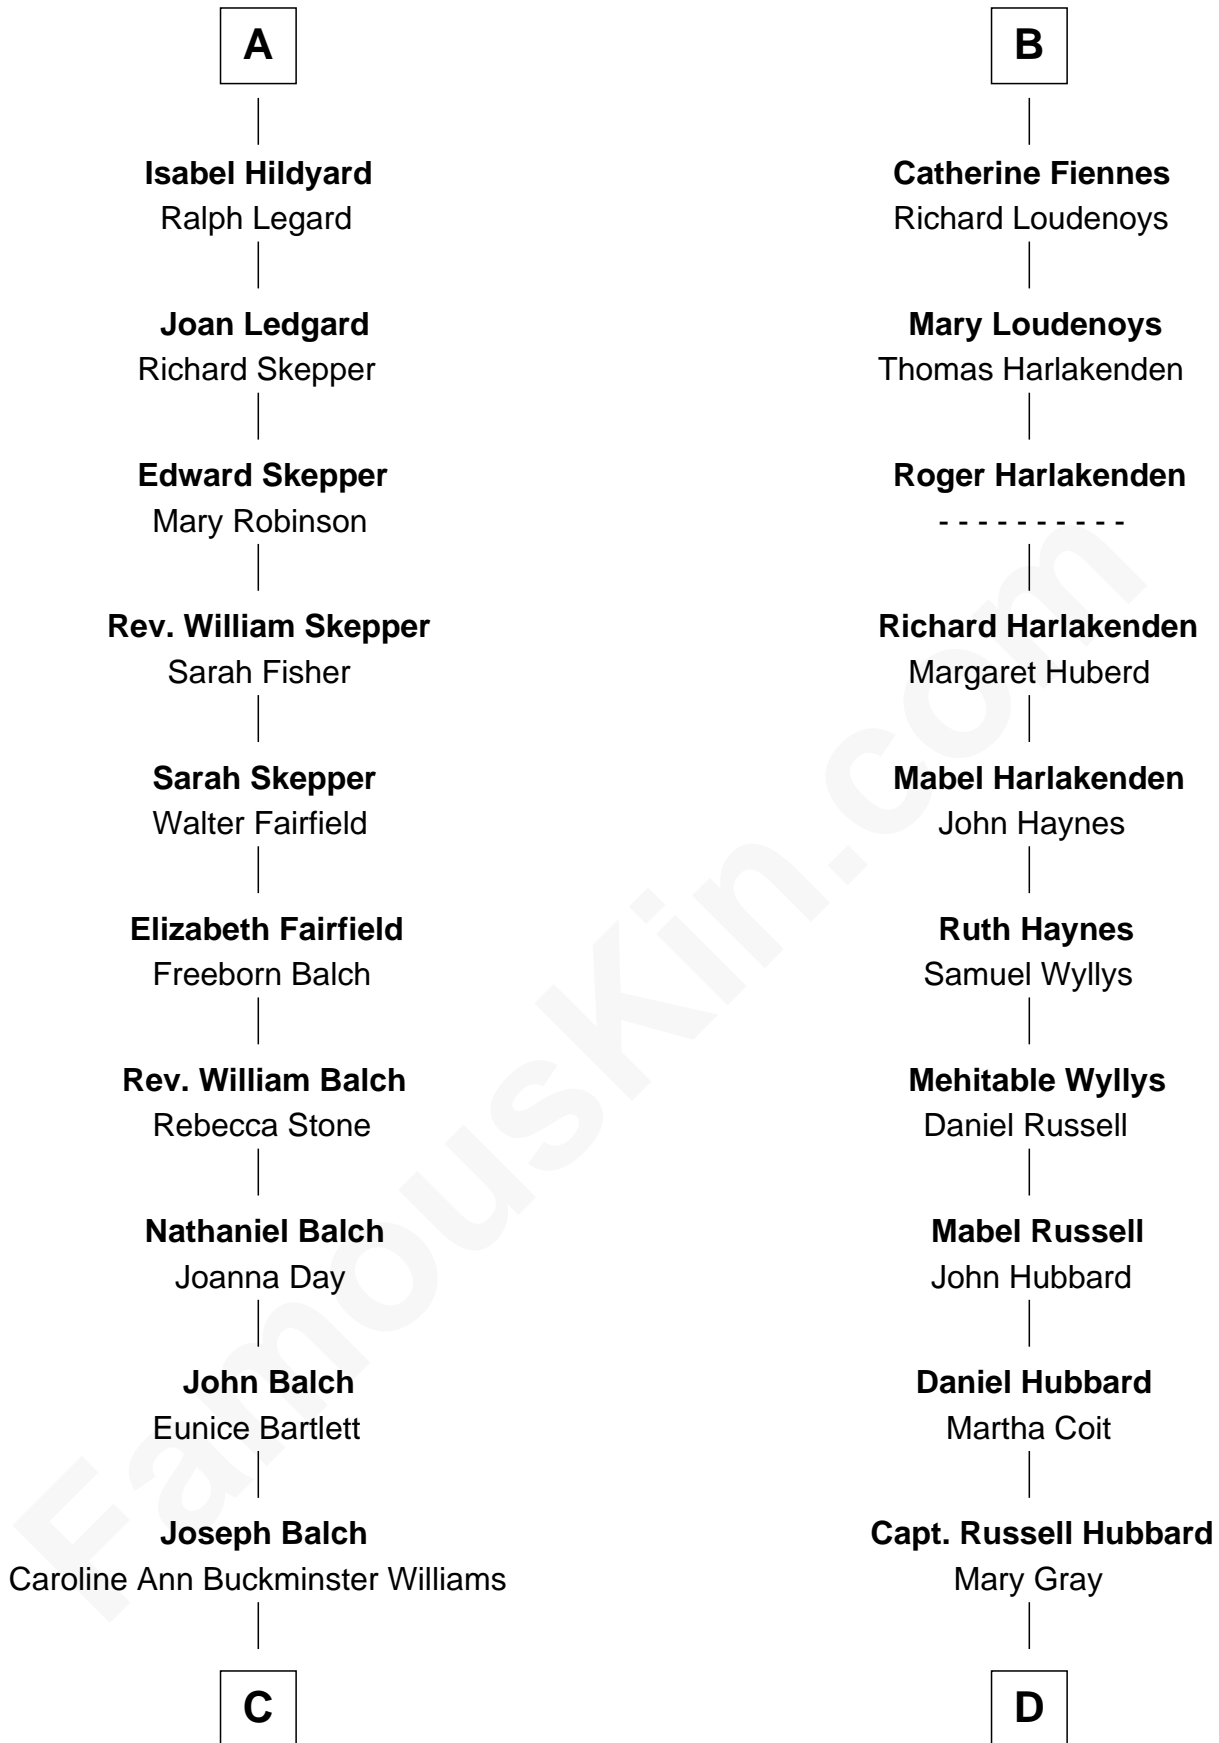 A
Isabel Hildyard
Ralph Legard
Joan Ledgard
Richard Skepper
Edward Skepper
Mary Robinson
Rev. William Skepper
Sarah Fisher
Sarah Skepper
Walter Fairfield
Elizabeth Fairfield
Freeborn Balch
Rev. William Balch
Rebecca Stone
Nathaniel Balch
Joanna Day
John Balch
Eunice Bartlett
Joseph Balch
Caroline Ann Buckminster Williams
C
B
Catherine Fiennes
Richard Loudenoys
Mary Loudenoys
Thomas Harlakenden
Roger Harlakenden
- - - - - - - - - -
Richard Harlakenden
Margaret Huberd
Mabel Harlakenden
John Haynes
Ruth Haynes
Samuel Wyllys
Mehitable Wyllys
Daniel Russell
Mabel Russell
John Hubbard
Daniel Hubbard
Martha Coit
Capt. Russell Hubbard
Mary Gray
D
FamousKin.com